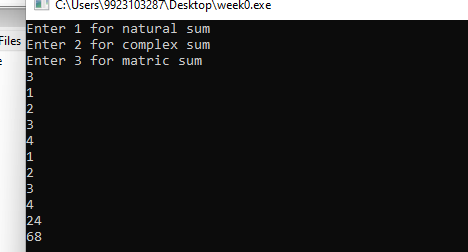 C:\Users\9923103287\Desktop\week0.exe
Files
Enter 1 for natural sum
Enter 2 for complex sum
Enter 3 for matric sum
3
1
2
3
4
1
2
3
4
24
68